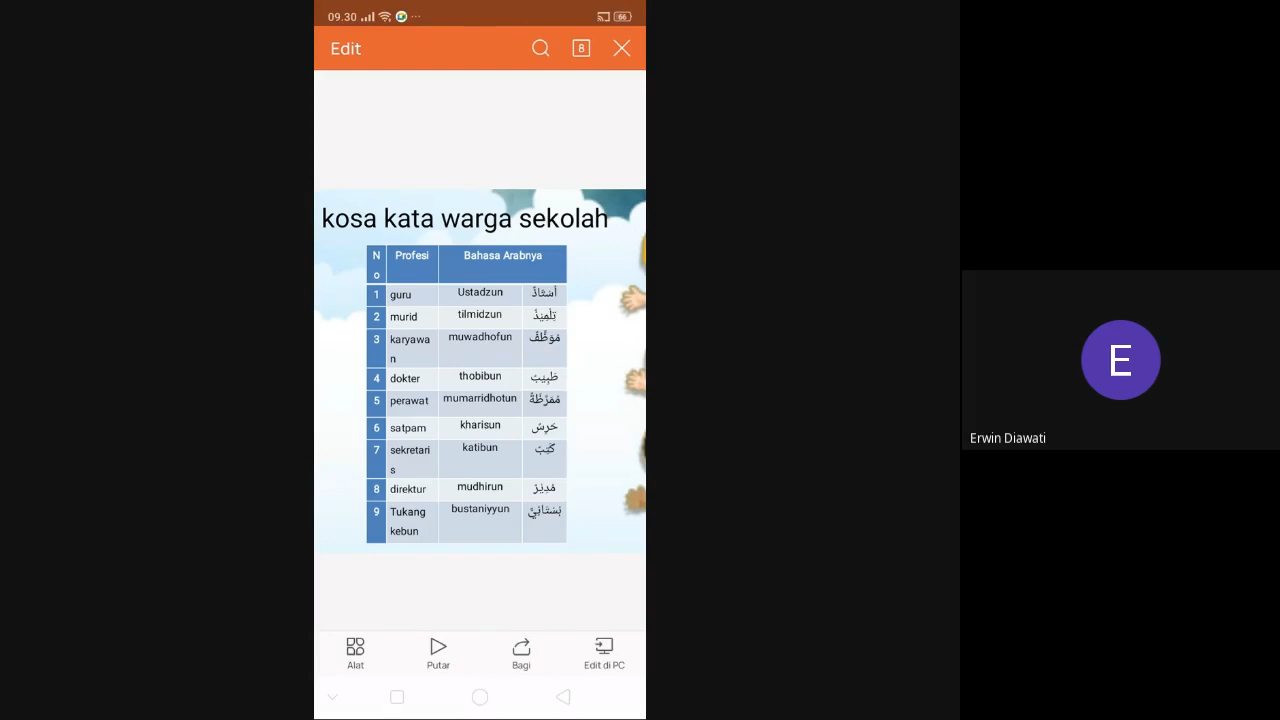 09.30
66
Edit
8
kosa kata warga sekolah
No Profesi Bahasa Arabnya
1 guru Ustadzun أُسْتَاذٌ
2 murid tilmidzun تِلْمِيْذٌ
3 karyawan muwadhofun مُوَظَّفٌ
4 dokter thobibun طَبِيْبٌ
5 perawat mumarridhotun
6 satpam kharisun حَرِسٌ
7 sekretaris katibun كَتِبٌ
8 direktur mudhirun مُدِيْرٌ
9 Tukang kebun bustaniyyun بُسْتَانِيٌّ
Alat Putar Bagi Edit di PC
E
Erwin Diawati